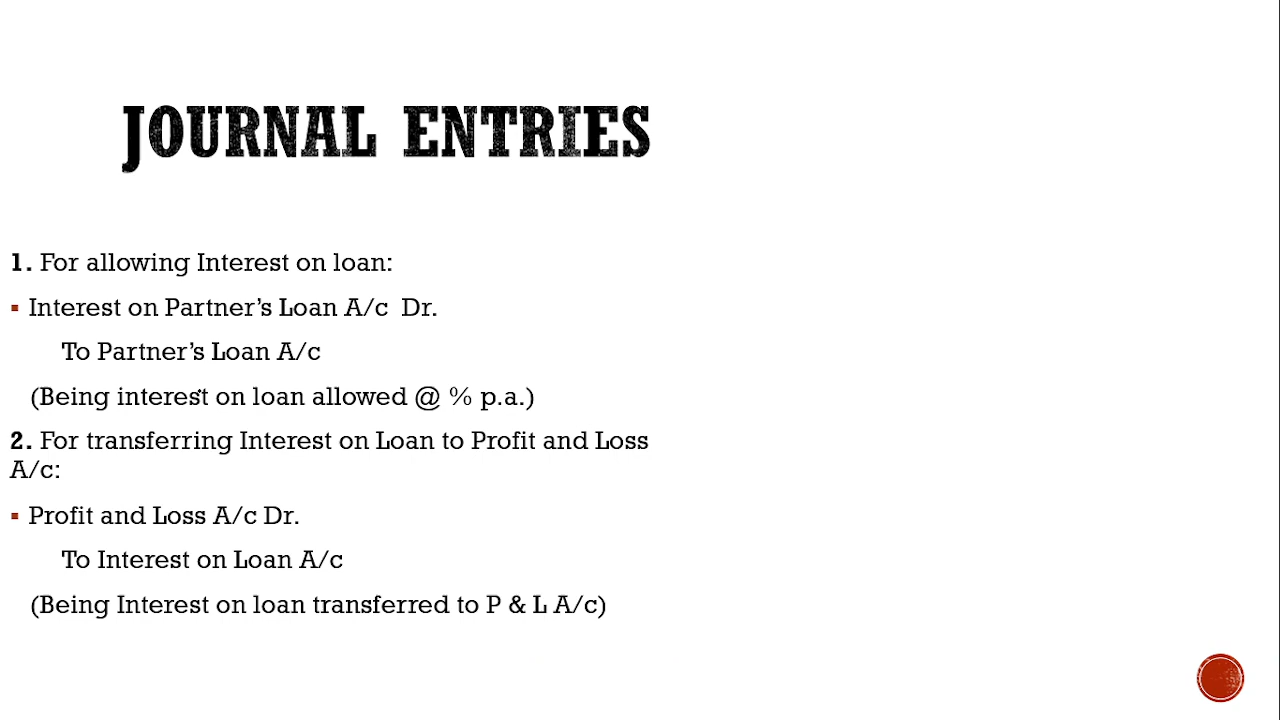 JOURNAL ENTRIES
1. For allowing Interest on loan:
▪ Interest on Partner’s Loan A/c  Dr.
To Partner’s Loan A/c
(Being interest on loan allowed @ % p.a.)
2. For transferring Interest on Loan to Profit and Loss
A/c:
▪ Profit and Loss A/c Dr.
To Interest on Loan A/c
(Being Interest on loan transferred to P & L A/c)